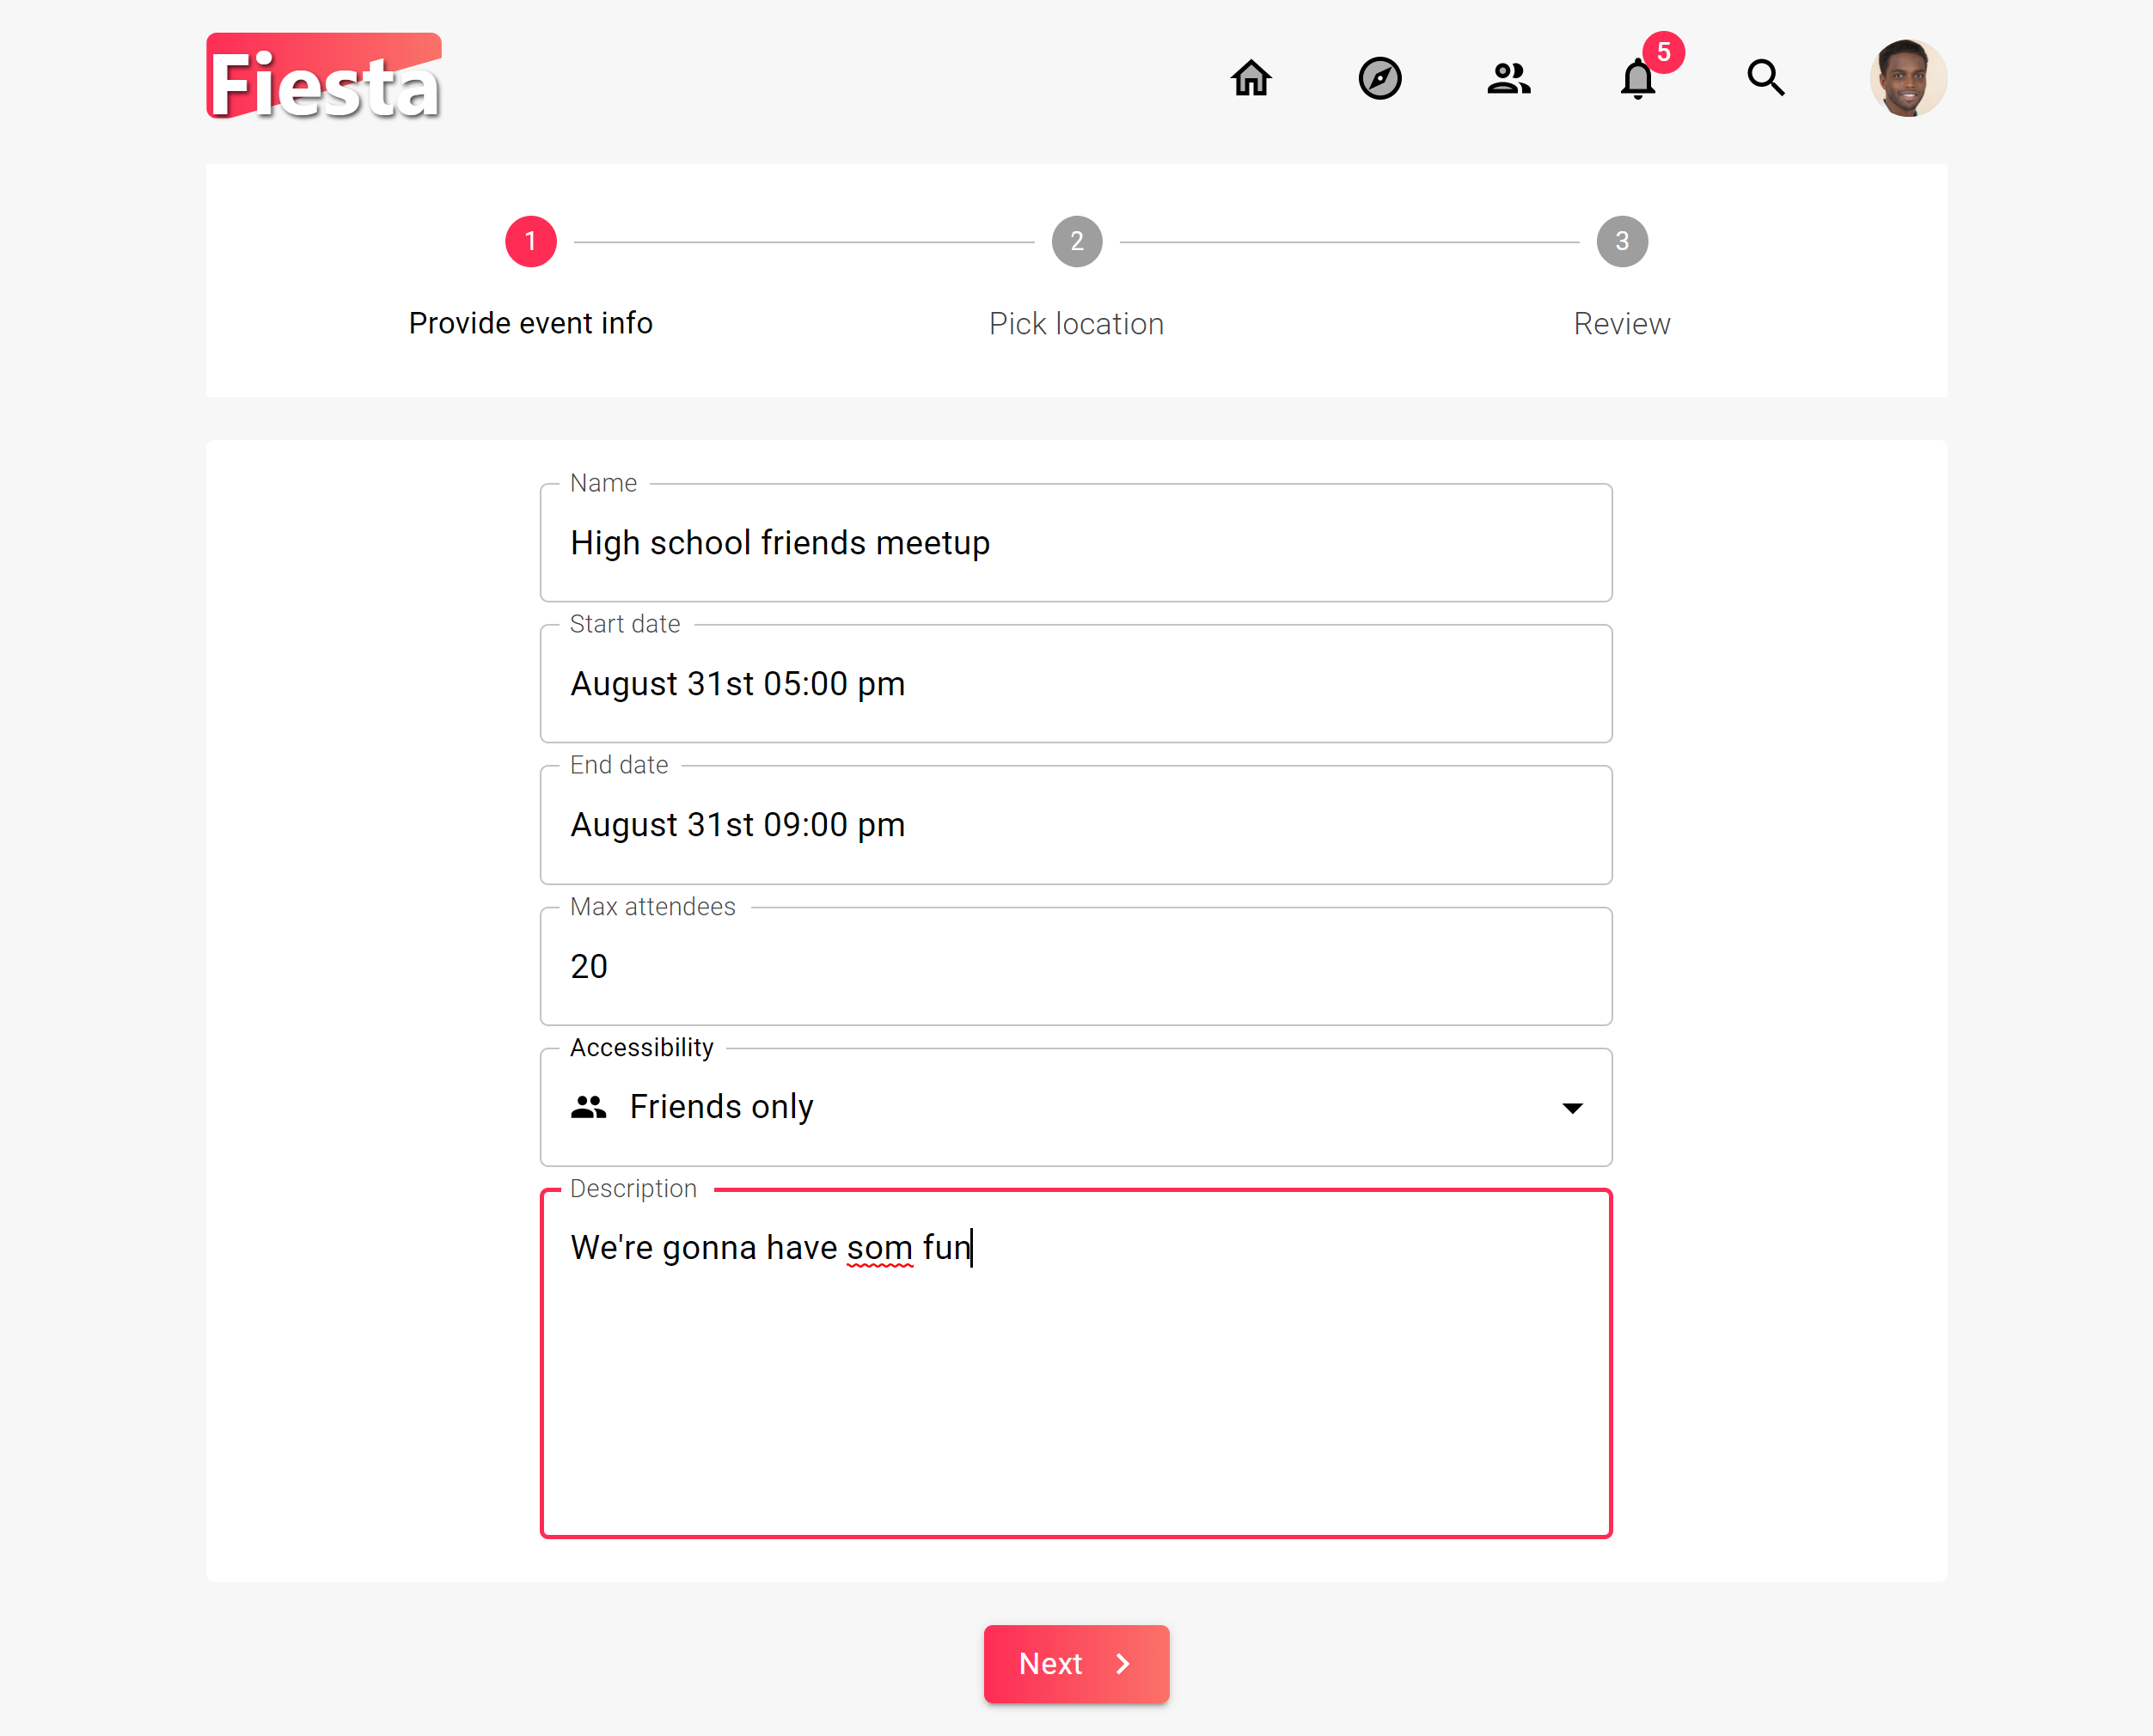 Fiesta
5
1
2
3
Provide event info
Pick location
Review
Name
High school friends meetup
Start date
August 31st 05:00 pm
End date
August 31st 09:00 pm
Max attendees
20
Accessibility
Friends only
Description
We're gonna have som fun
Next